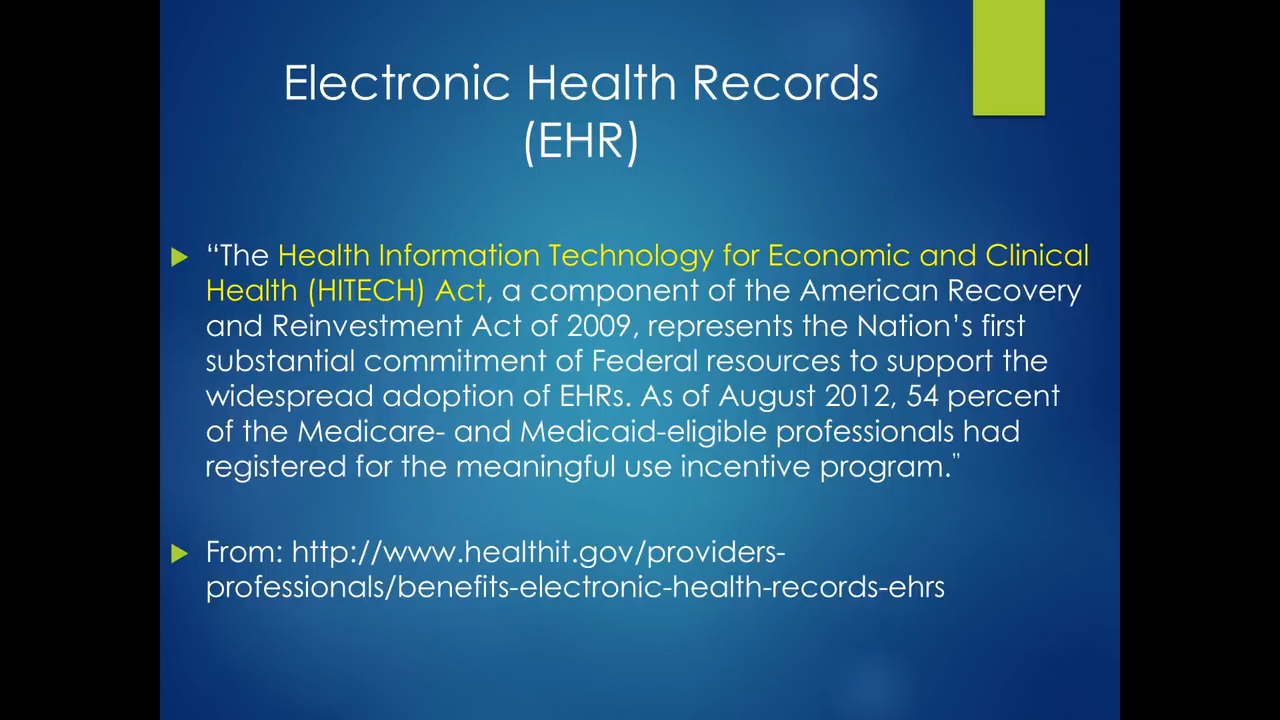 Electronic Health Records
(EHR)
“The Health Information Technology for Economic and Clinical
Health (HITECH) Act, a component of the American Recovery
and Reinvestment Act of 2009, represents the Nation’s first
substantial commitment of Federal resources to support the
widespread adoption of EHRs. As of August 2012, 54 percent
of the Medicare- and Medicaid-eligible professionals had
registered for the meaningful use incentive program.”
From: http://www.healthit.gov/providers-
professionals/benefits-electronic-health-records-ehrs